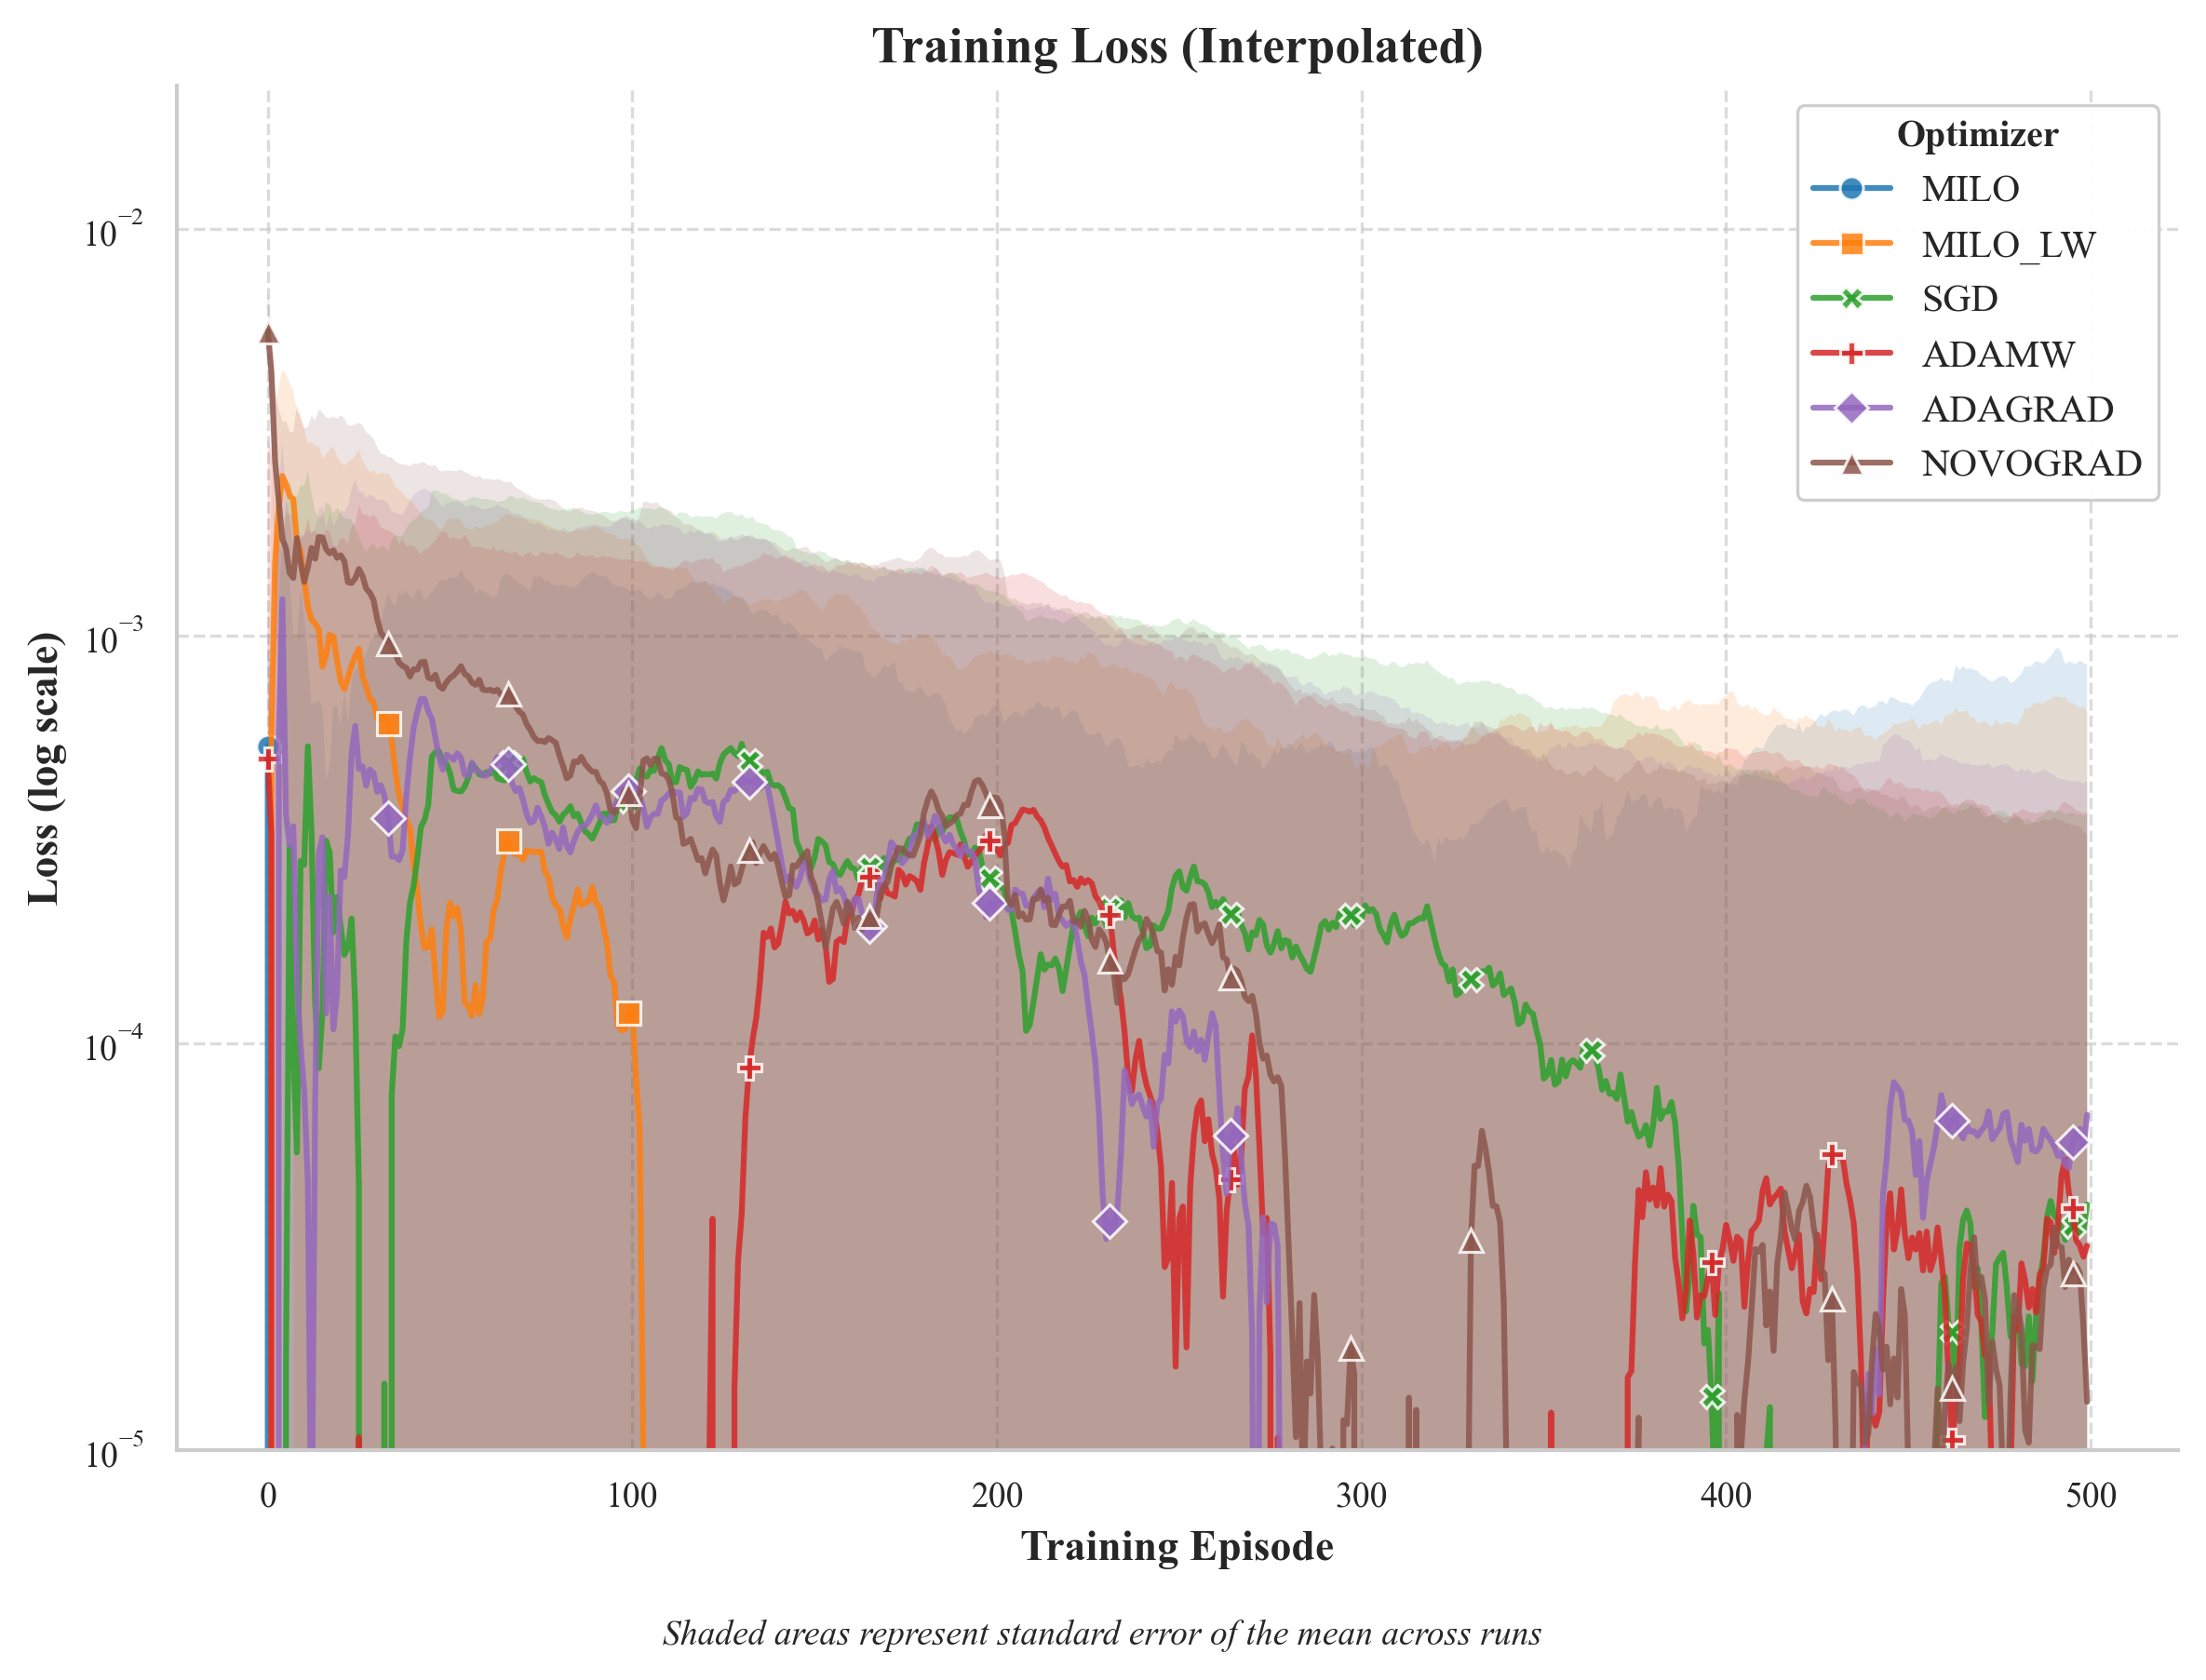 Training Loss (Interpolated)
Optimizer
MILO
MILO_LW
SGD
ADAMW
ADAGRAD
NOVOGRAD
Loss (log scale)
10⁻²
10⁻³
10⁻⁴
10⁻⁵
0 100 200 300 400 500
Training Episode
Shaded areas represent standard error of the mean across runs